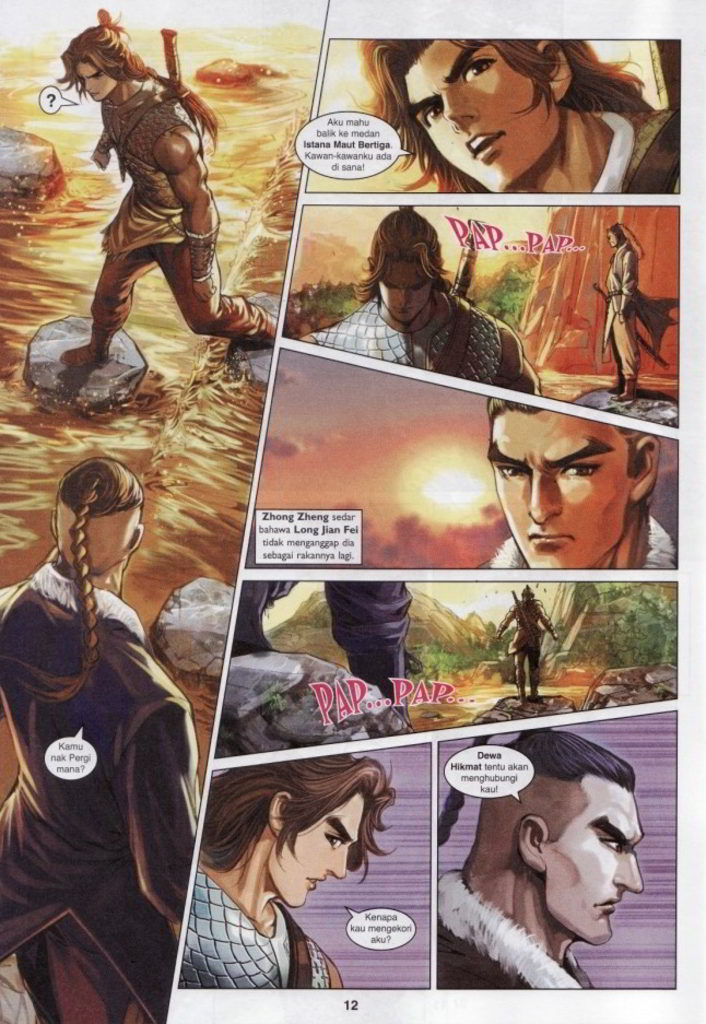 ?
Kamu
nak Pergi
mana?
Aku mahu
balik ke medan
Istana Maut Bertiga.
Kawan-kawanku ada
di sana!
PAP...PAP...
Zhong Zheng sedar
bahawa Long Jian Fei
tidak menganggap dia
sebagai rakannya lagi.
PAP...PAP...
Kenapa
kau mengekori
aku?
Dewa
Hikmat tentu akan
menghubungi
kau!
12